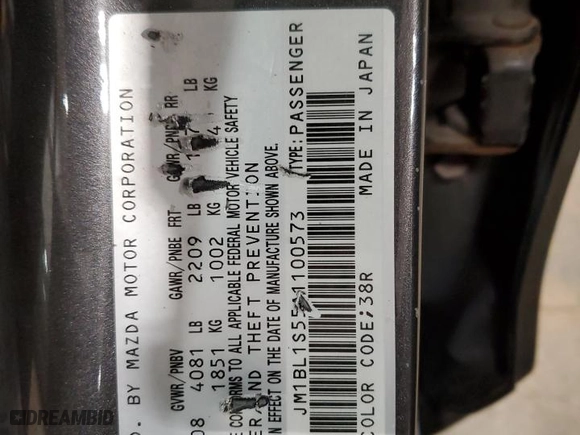 D. BY MAZDA MOTOR CORPORATION
GVWR/PNBV GAWR/PNBE FRT GAWR/PNBE RR
08 4081 LB 2209 LB LB
1851 KG 1002 KG KG
E CONFORMS TO ALL APPLICABLE FEDERAL MOTOR VEHICLE SAFETY
AND THEFT PREVENTION
IN EFFECT ON THE DATE OF MANUFACTURE SHOWN ABOVE.
TYPE:PASSENGER
COLOR CODE;38R MADE IN JAPAN
DREAMBID